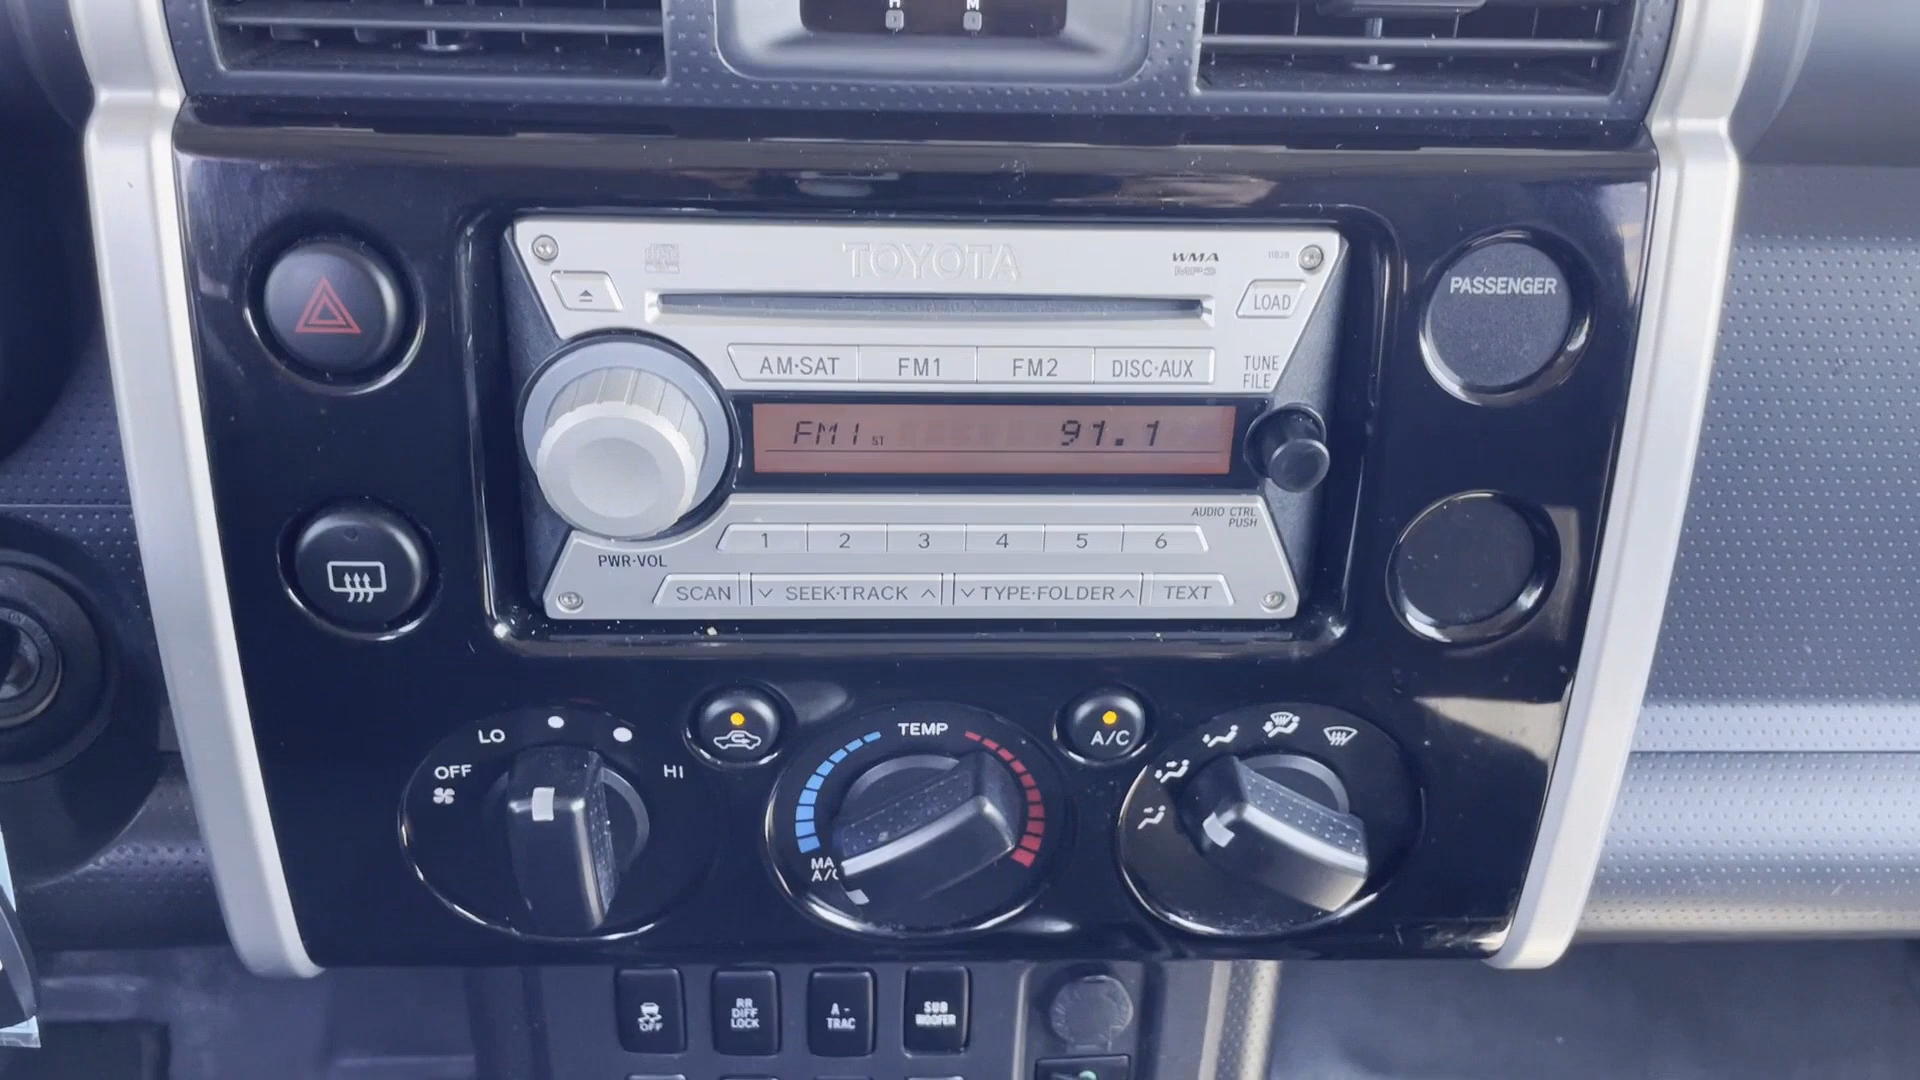 H M
TOYOTA
WMA
MP3
11828
LOAD
PASSENGER
AM·SAT FM1 FM2 DISC·AUX
TUNE
FILE
FM1 ST 91.1
AUDIO CTRL
PUSH
1 2 3 4 5 6
PWR·VOL
SCAN SEEK·TRACK TYPE·FOLDER TEXT
LO
OFF
HI
TEMP
A/C
A/C
OFF
RR
DIFF
LOCK
A-
TRAC
SUB
WOOFER